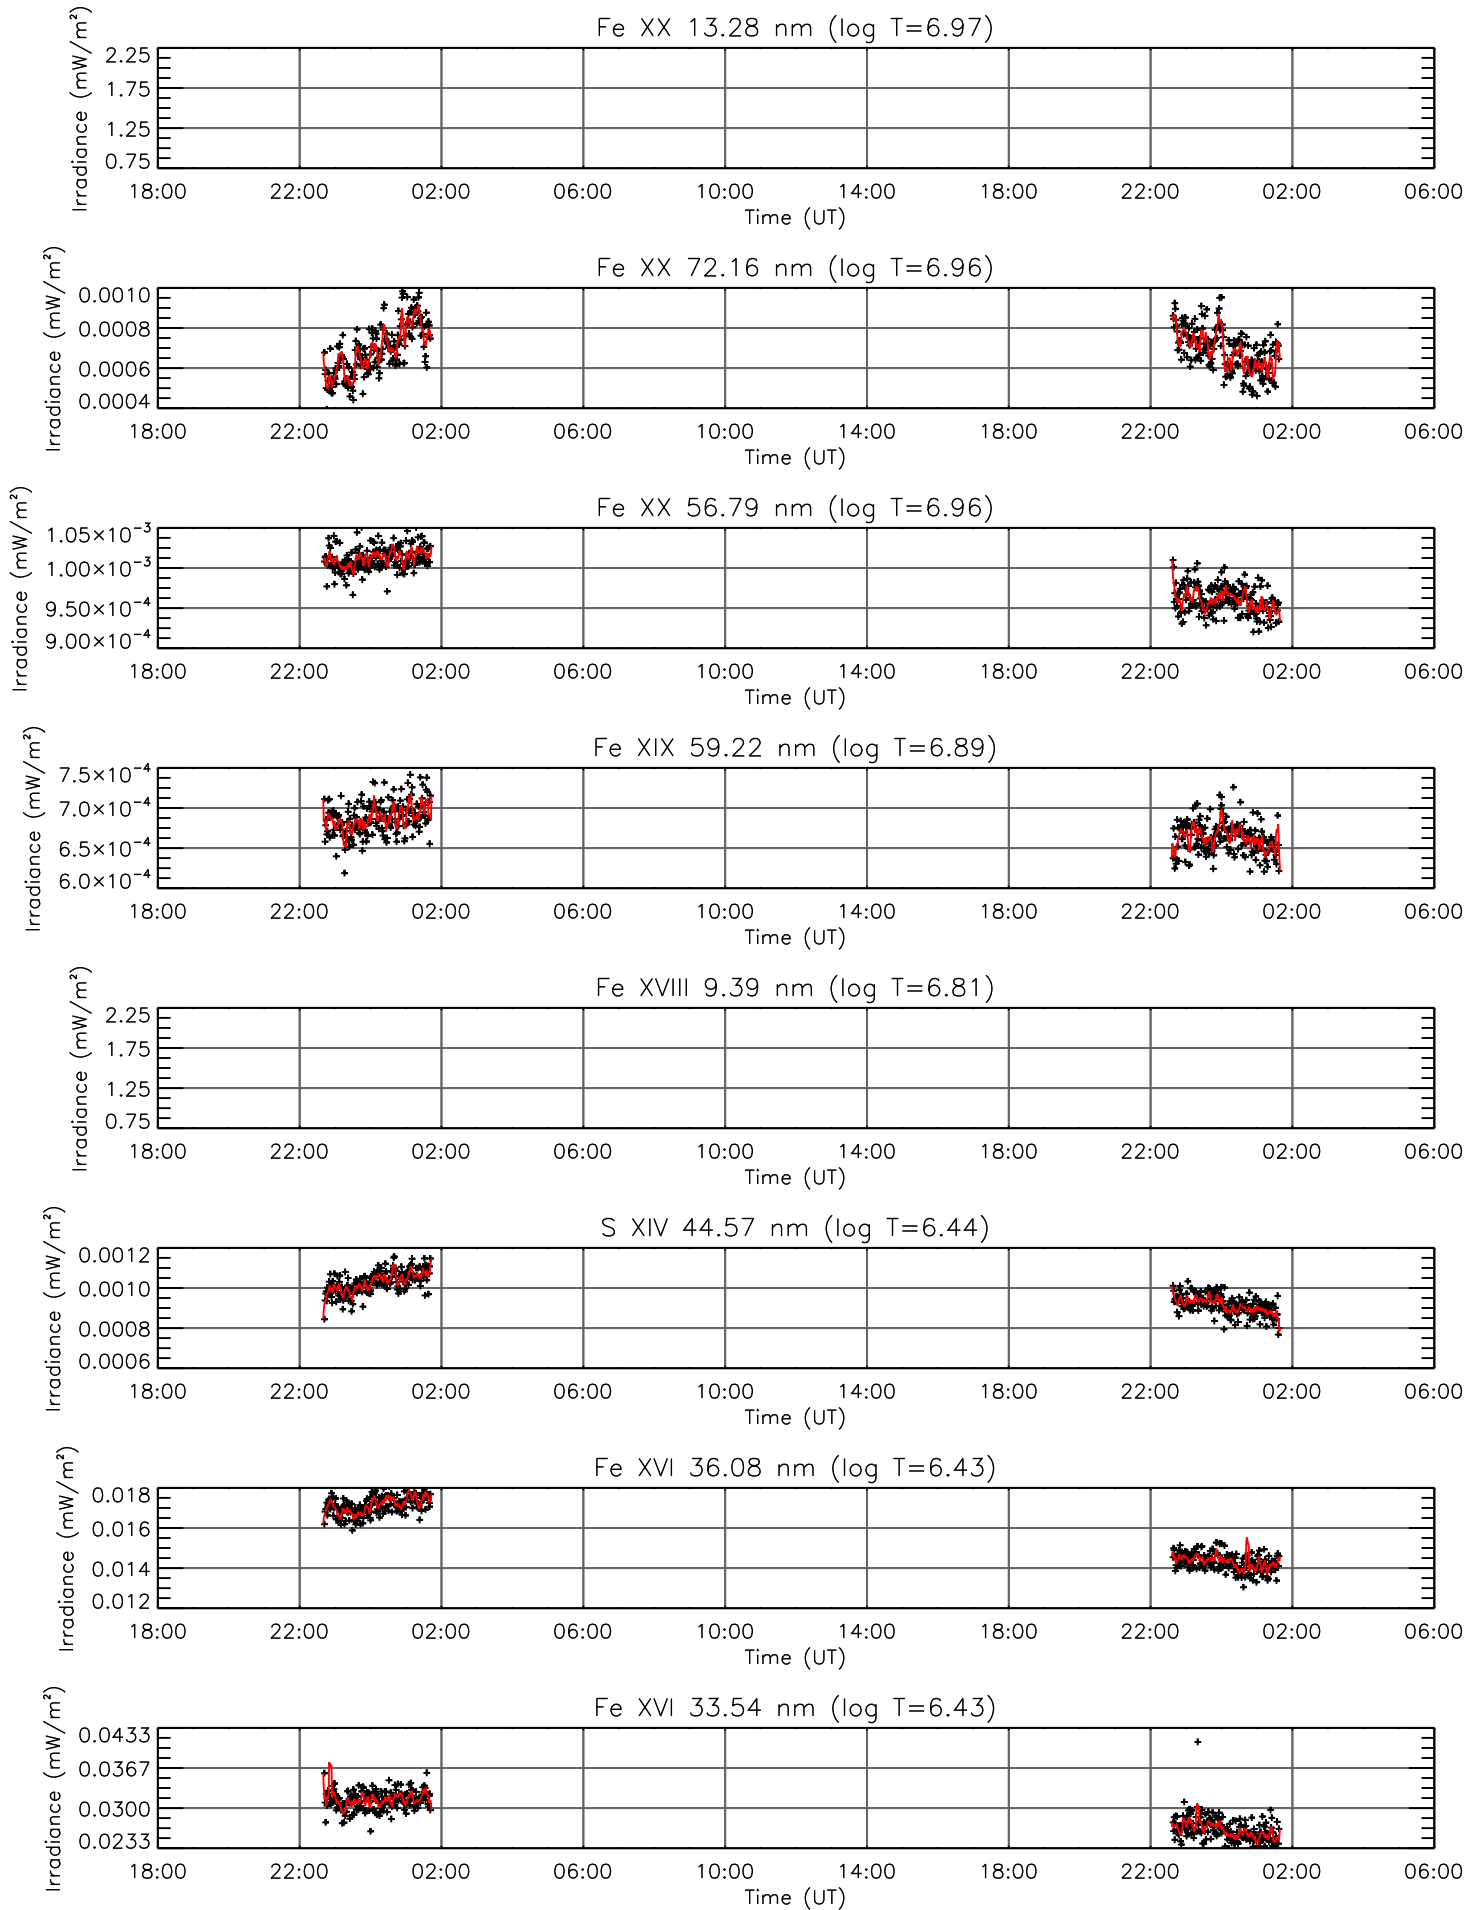 Fe XX 13.28 nm (log T=6.97)
Irradiance (mW/m²)
2.25
1.75
1.25
0.75
18:00 22:00 02:00 06:00 10:00 14:00 18:00 22:00 02:00 06:00
Time (UT)
Fe XX 72.16 nm (log T=6.96)
Irradiance (mW/m²)
0.0010
0.0008
0.0006
0.0004
18:00 22:00 02:00 06:00 10:00 14:00 18:00 22:00 02:00 06:00
Time (UT)
Fe XX 56.79 nm (log T=6.96)
Irradiance (mW/m²)
1.05×10⁻³
1.00×10⁻³
9.50×10⁻⁴
9.00×10⁻⁴
18:00 22:00 02:00 06:00 10:00 14:00 18:00 22:00 02:00 06:00
Time (UT)
Fe XIX 59.22 nm (log T=6.89)
Irradiance (mW/m²)
7.5×10⁻⁴
7.0×10⁻⁴
6.5×10⁻⁴
6.0×10⁻⁴
18:00 22:00 02:00 06:00 10:00 14:00 18:00 22:00 02:00 06:00
Time (UT)
Fe XVIII 9.39 nm (log T=6.81)
Irradiance (mW/m²)
2.25
1.75
1.25
0.75
18:00 22:00 02:00 06:00 10:00 14:00 18:00 22:00 02:00 06:00
Time (UT)
S XIV 44.57 nm (log T=6.44)
Irradiance (mW/m²)
0.0012
0.0010
0.0008
0.0006
18:00 22:00 02:00 06:00 10:00 14:00 18:00 22:00 02:00 06:00
Time (UT)
Fe XVI 36.08 nm (log T=6.43)
Irradiance (mW/m²)
0.018
0.016
0.014
0.012
18:00 22:00 02:00 06:00 10:00 14:00 18:00 22:00 02:00 06:00
Time (UT)
Fe XVI 33.54 nm (log T=6.43)
Irradiance (mW/m²)
0.0433
0.0367
0.0300
0.0233
18:00 22:00 02:00 06:00 10:00 14:00 18:00 22:00 02:00 06:00
Time (UT)